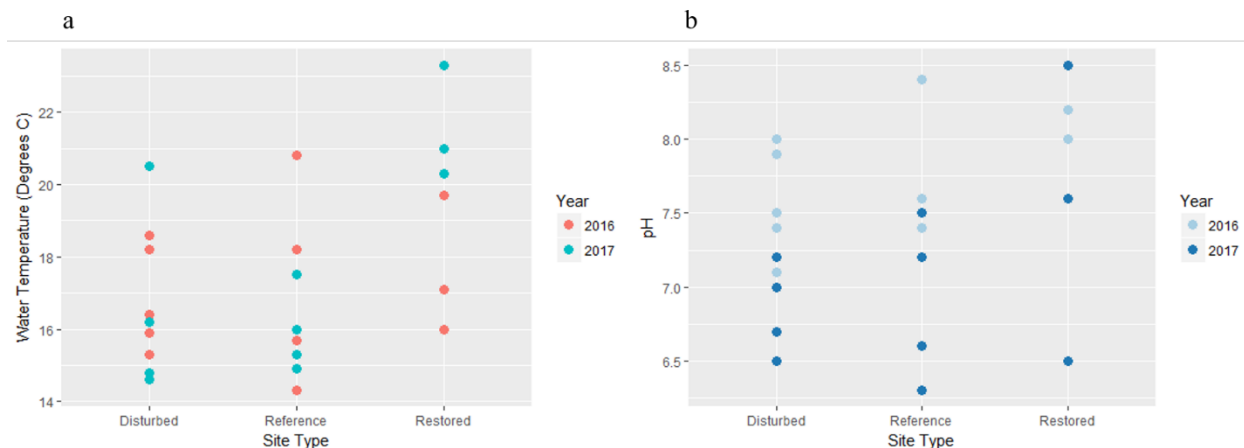 a
22
20
18
16
14
Water Temperature (Degrees C)
Disturbed
Reference
Restored
Site Type
Year
2016
2017
b
8.5
8.0
7.5
7.0
6.5
pH
Disturbed
Reference
Restored
Site Type
Year
2016
2017